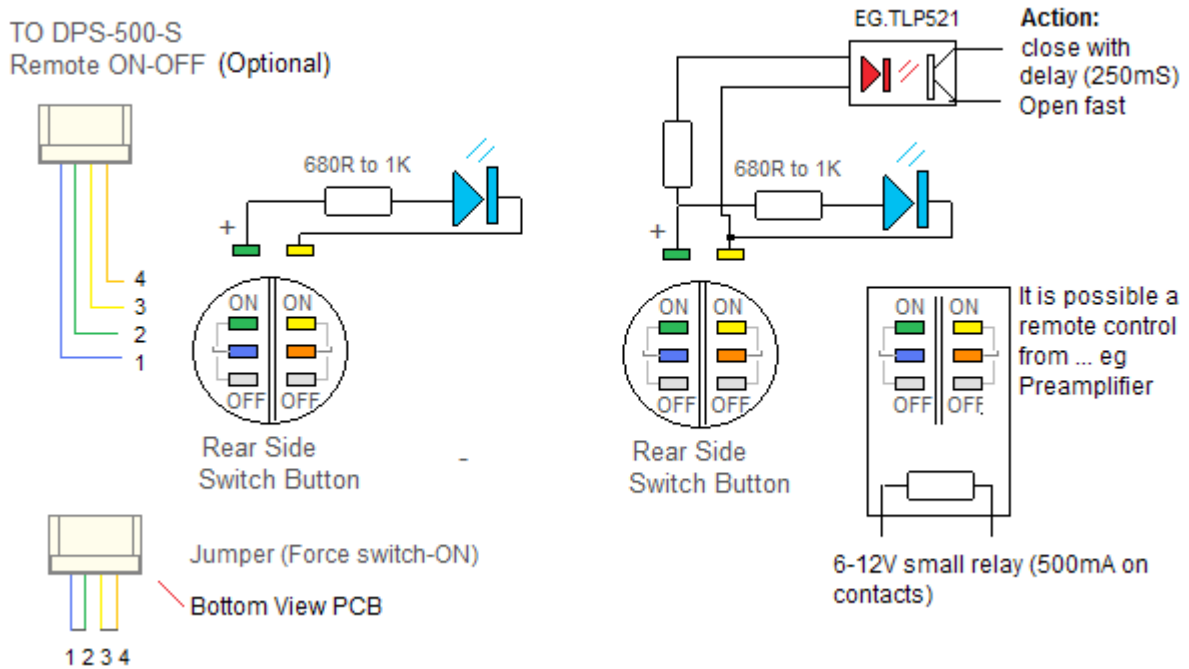 TO DPS-500-S
Remote ON-OFF (Optional)
4
3
2
1
680R to 1K
+
ON ON
OFF OFF
Rear Side
Switch Button
-
Jumper (Force switch-ON)
Bottom View PCB
1 2 3 4
EG.TLP521
Action:
close with
delay (250mS)
Open fast
680R to 1K
+
ON ON
OFF OFF
Rear Side
Switch Button
ON ON
OFF OFF
It is possible a
remote control
from ... eg
Preamplifier
6-12V small relay (500mA on
contacts)